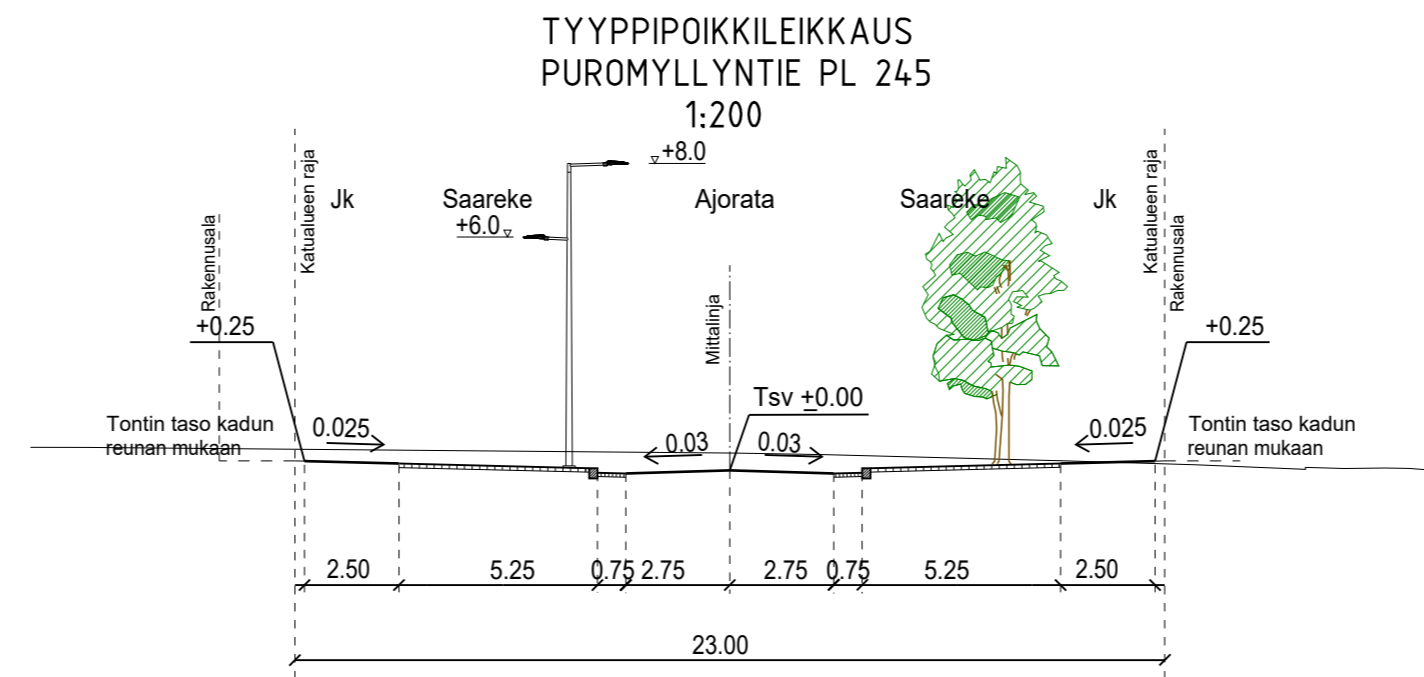 TYYPPIPOIKKILEIKKAUS
PUROMYLLYNTIE PL 245
1:200
Rakennusala
Katualueen raja
Jk
Saareke
+6.0
+8.0
Ajorata
Mittalinja
Saareke
Jk
Katualueen raja
Rakennusala
+0.25
+0.25
Tsv ±0.00
Tontin taso kadun
reunan mukaan
0.025
0.03
0.03
0.025
Tontin taso kadun
reunan mukaan
2.50
5.25
0.75
2.75
2.75
0.75
5.25
2.50
23.00